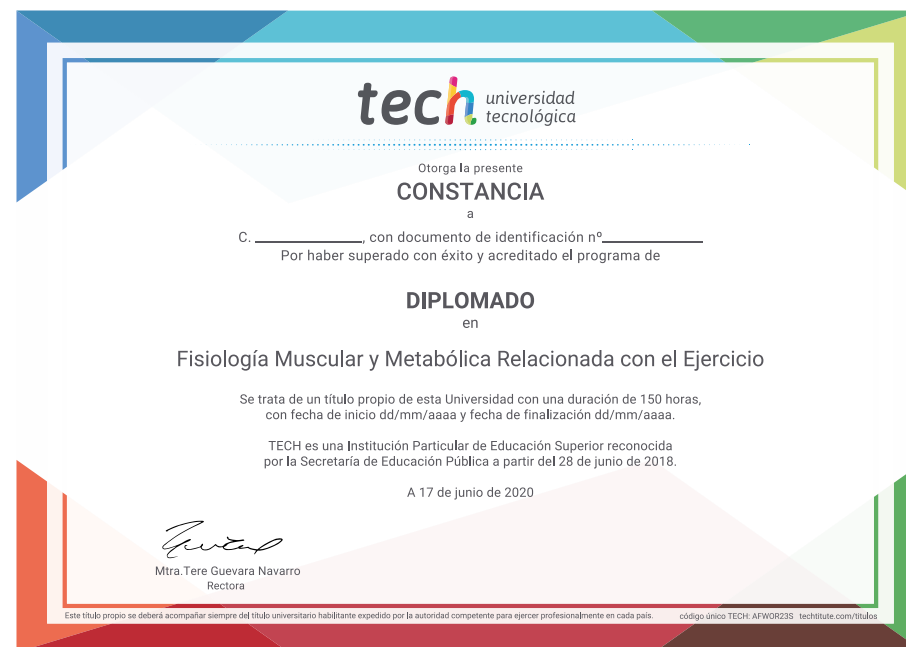 tech universidad
tecnológica
Otorga la presente
CONSTANCIA
a
C. ____________, con documento de identificación nº____________
Por haber superado con éxito y acreditado el programa de
DIPLOMADO
en
Fisiología Muscular y Metabólica Relacionada con el Ejercicio
Se trata de un título propio de esta Universidad con una duración de 150 horas,
con fecha de inicio dd/mm/aaaa y fecha de finalización dd/mm/aaaa.
TECH es una Institución Particular de Educación Superior reconocida
por la Secretaría de Educación Pública a partir del 28 de junio de 2018.
A 17 de junio de 2020
Mtra.Tere Guevara Navarro
Rectora
Este título propio se deberá acompañar siempre del título universitario habilitante expedido por la autoridad competente para ejercer profesionalmente en cada país. código único TECH: AFWOR23S techtitute.com/titulos